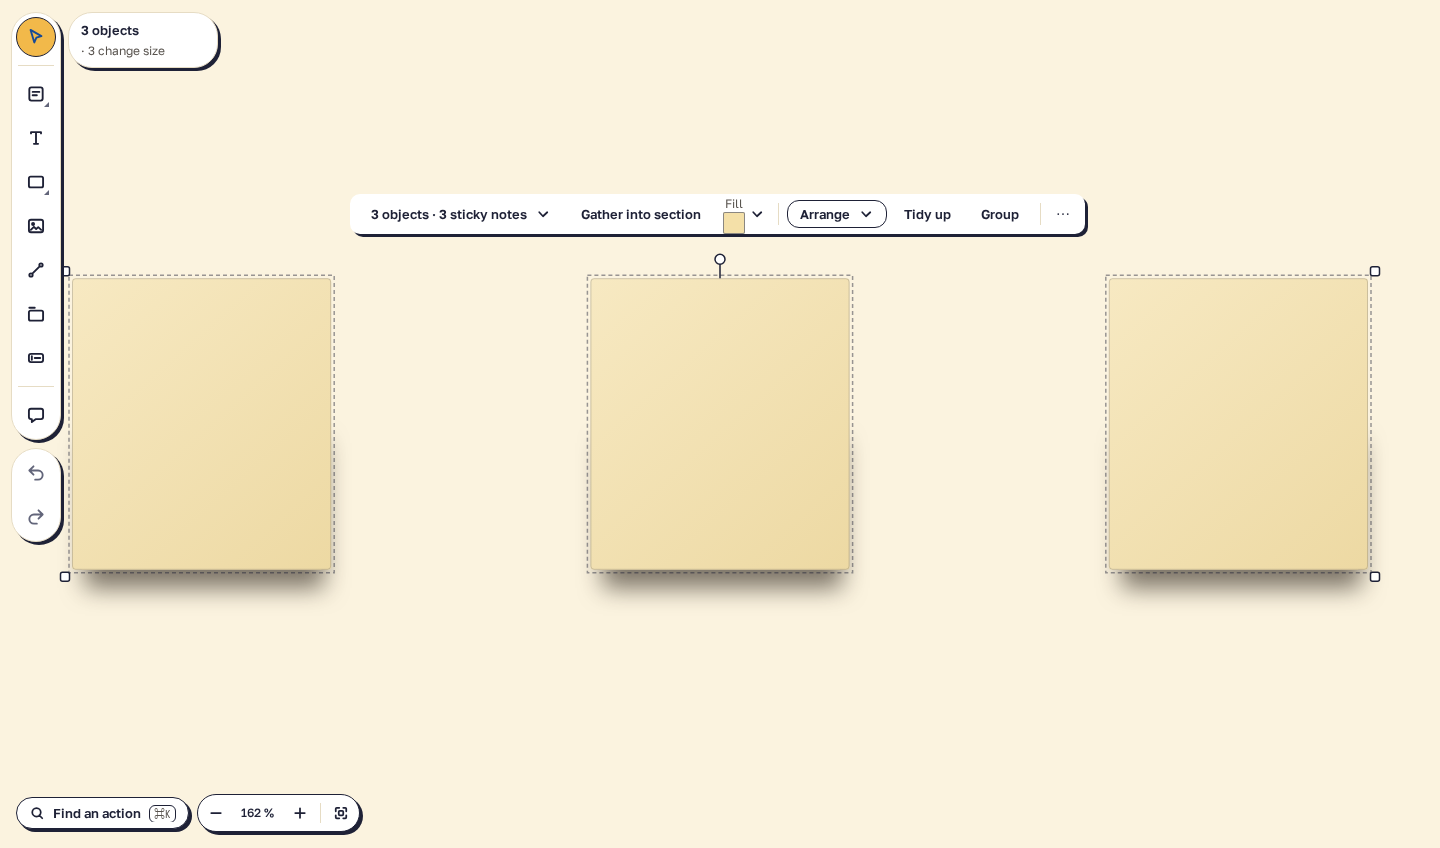 3 objects
· 3 change size
3 objects · 3 sticky notes
Gather into section
Fill
Arrange
Tidy up
Group
Find an action ⌘K
162 %